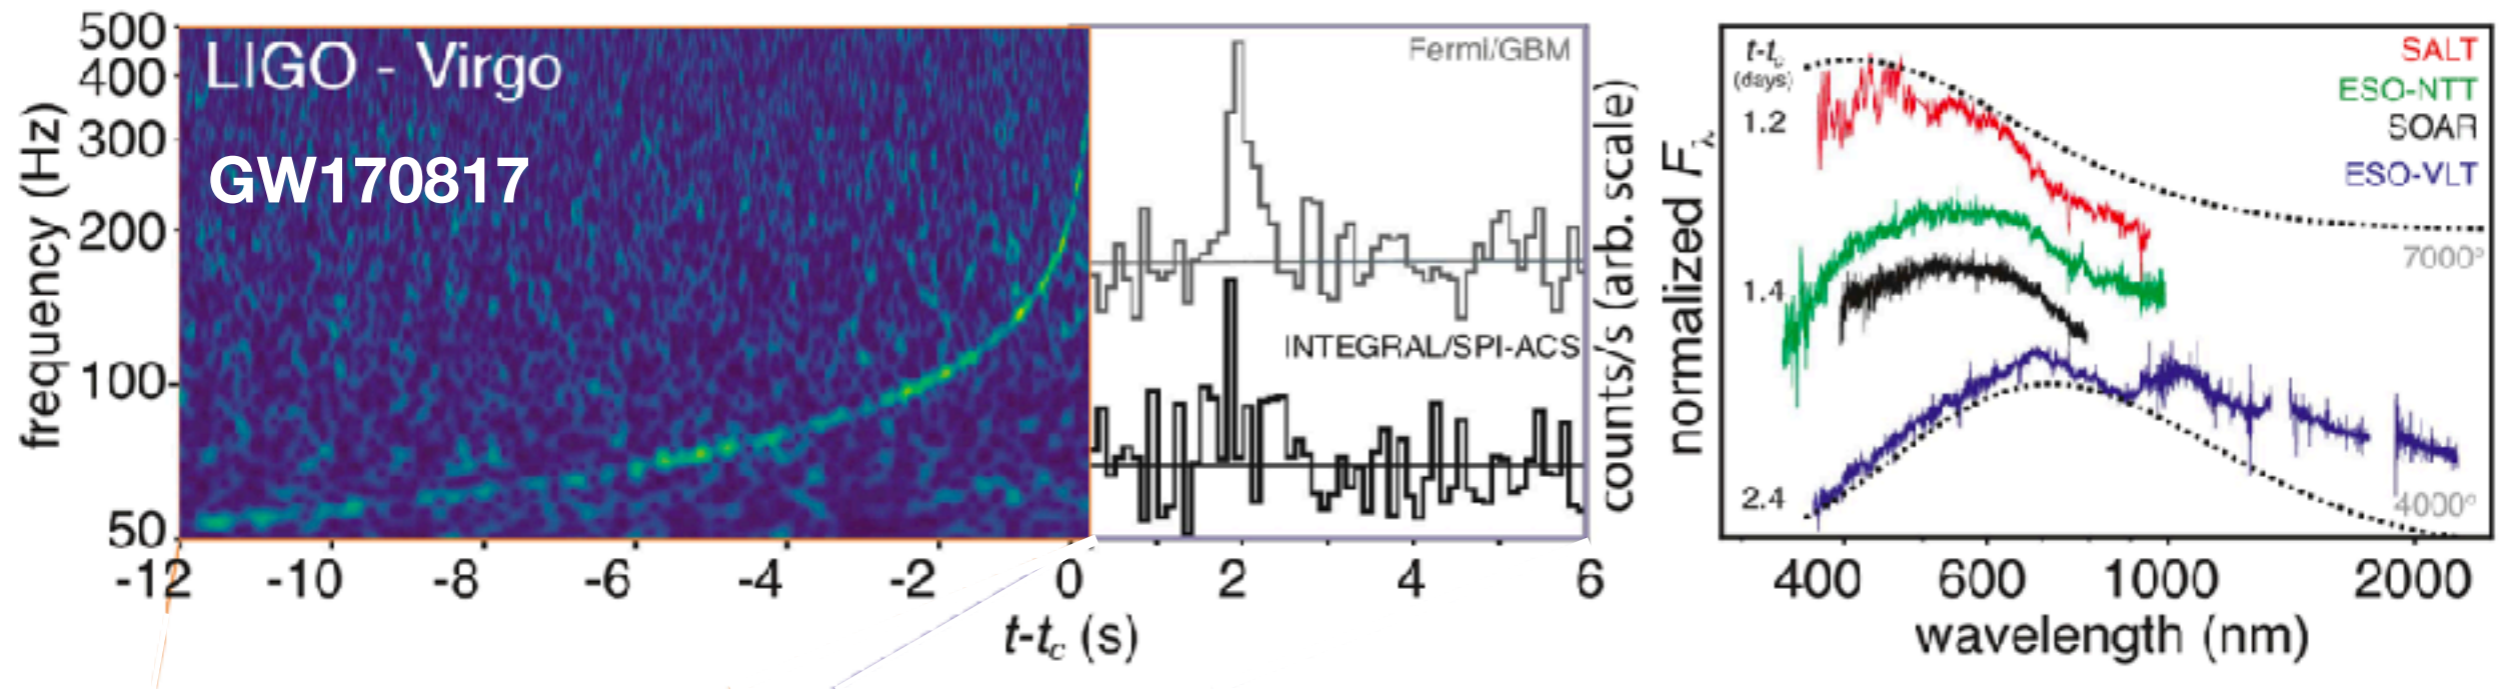 500
400
300
200
100
50
frequency (Hz)
LIGO - Virgo
GW170817
-12
-10
-8
-6
-4
-2
0
2
4
6
t-tc (s)
Fermi/GBM
INTEGRAL/SPI-ACS
counts/s (arb. scale)
normalized Fλ
t-tc
(days)
1.2
1.4
2.4
SALT
ESO-NTT
SOAR
ESO-VLT
7000°
4000°
400
600
1000
2000
wavelength (nm)